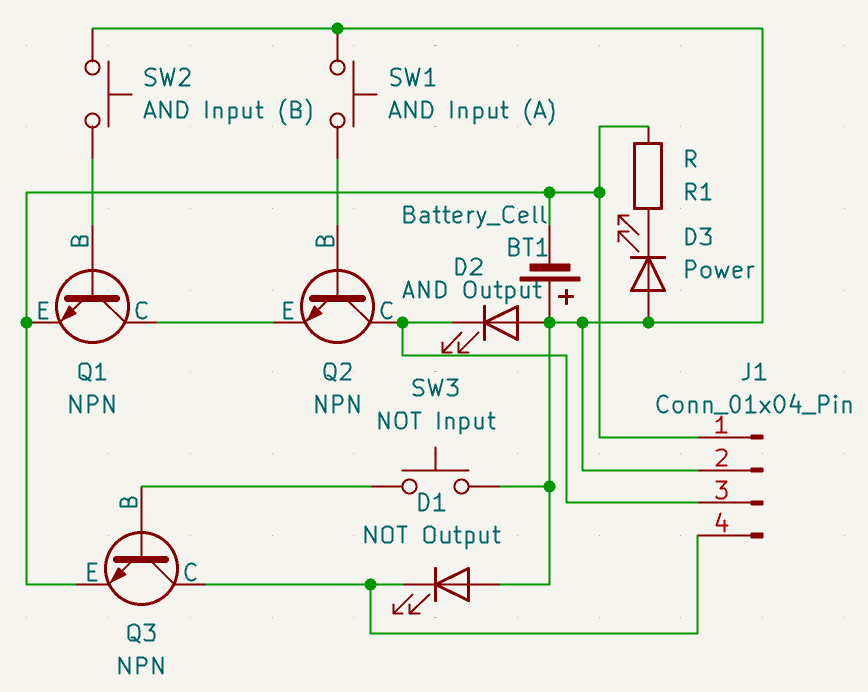 SW2
AND Input (B)
SW1
AND Input (A)
R
R1
Battery_Cell
BT1
D3
Power
B
B
D2
AND Output
+
E
C
E
C
Q1
NPN
Q2
NPN
SW3
NOT Input
J1
Conn_01x04_Pin
1
2
3
4
D1
NOT Output
B
E
C
Q3
NPN